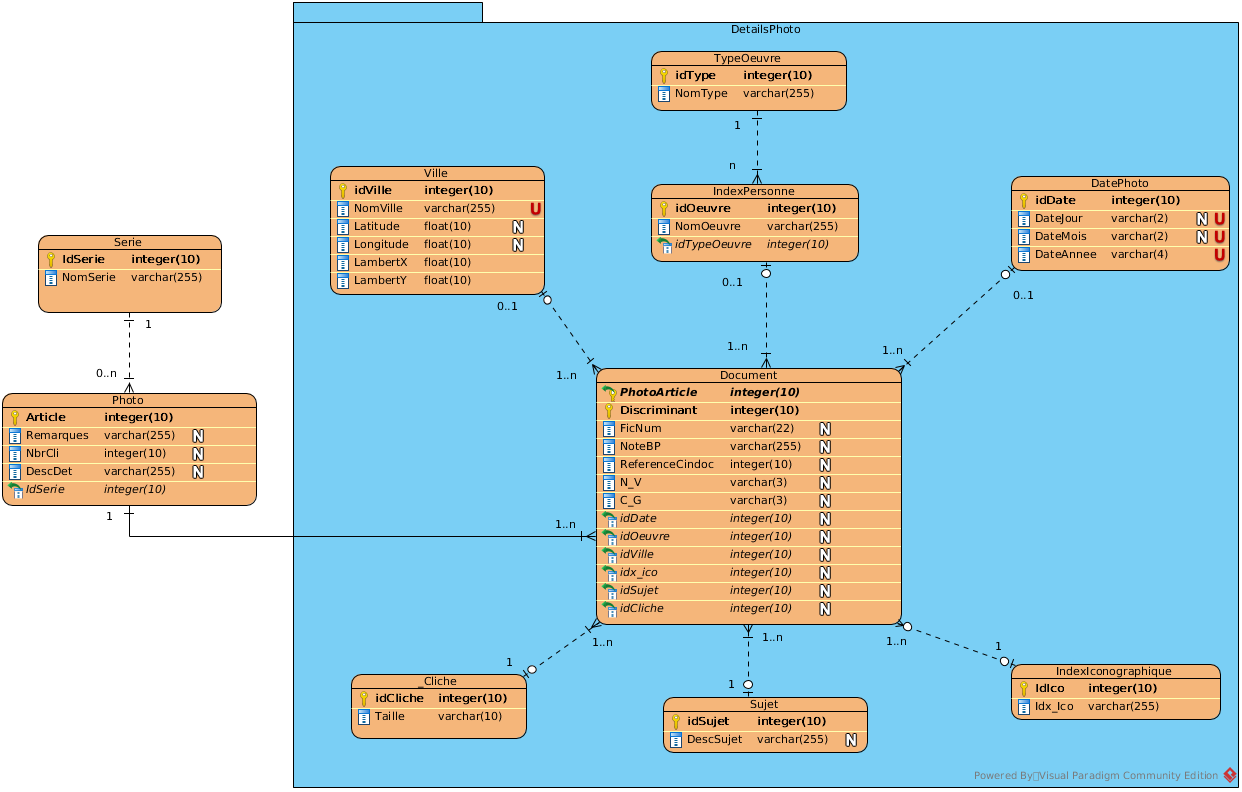 DetailsPhoto
TypeOeuvre
idType integer(10)
NomType varchar(255)
1
n
Ville
idVille integer(10)
NomVille varchar(255) U
Latitude float(10) N
Longitude float(10) N
LambertX float(10)
LambertY float(10)
0..1
1..n
IndexPersonne
idOeuvre integer(10)
NomOeuvre varchar(255)
idTypeOeuvre integer(10)
0..1
1..n
DatePhoto
idDate integer(10)
DateJour varchar(2) N U
DateMois varchar(2) N U
DateAnnee varchar(4) U
0..1
1..n
Serie
IdSerie integer(10)
NomSerie varchar(255)
1
0..n
Photo
Article integer(10)
Remarques varchar(255) N
NbrCli integer(10) N
DescDet varchar(255) N
IdSerie integer(10)
1
1..n
Document
PhotoArticle integer(10)
Discriminant integer(10)
FicNum varchar(22) N
NoteBP varchar(255) N
ReferenceCindoc integer(10) N
N_V varchar(3) N
C_G varchar(3) N
idDate integer(10) N
idOeuvre integer(10) N
idVille integer(10) N
idx_ico integer(10) N
idSujet integer(10) N
idCliche integer(10) N
1..n
1
1..n
1
1..n
1
_Cliche
idCliche integer(10)
Taille varchar(10)
Sujet
idSujet integer(10)
DescSujet varchar(255) N
IndexIconographique
IdIco integer(10)
Idx_Ico varchar(255)
Powered By Visual Paradigm Community Edition